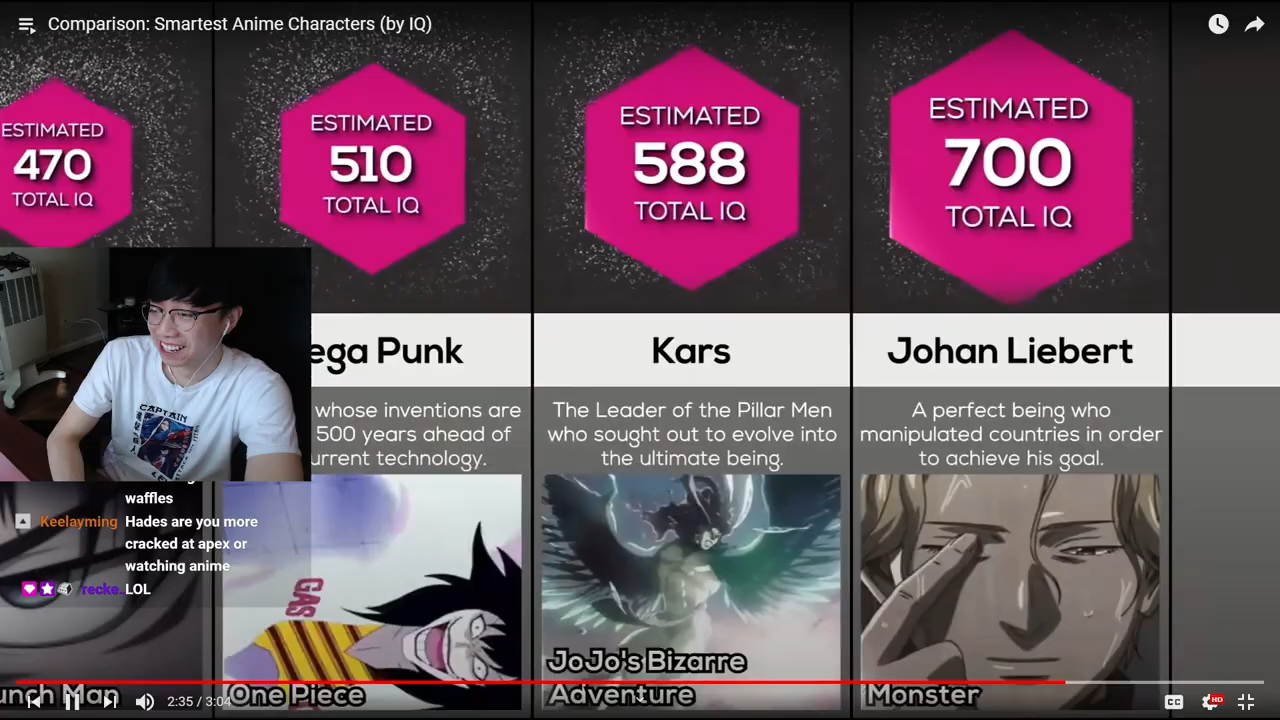 Comparison: Smartest Anime Characters (by IQ)
ESTIMATED
470
TOTAL IQ
ESTIMATED
510
TOTAL IQ
ESTIMATED
588
TOTAL IQ
ESTIMATED
700
TOTAL IQ
ega Punk
Kars
Johan Liebert
whose inventions are
500 years ahead of
urrent technology.
The Leader of the Pillar Men
who sought out to evolve into
the ultimate being.
A perfect being who
manipulated countries in order
to achieve his goal.
CAPTAIN
waffles
Keelayming Hades are you more
cracked at apex or
watching anime
recke.. LOL
GAS
unch Man
One Piece
JoJo's Bizarre
Adventure
Monster
2:35 / 3:04
CC
HD